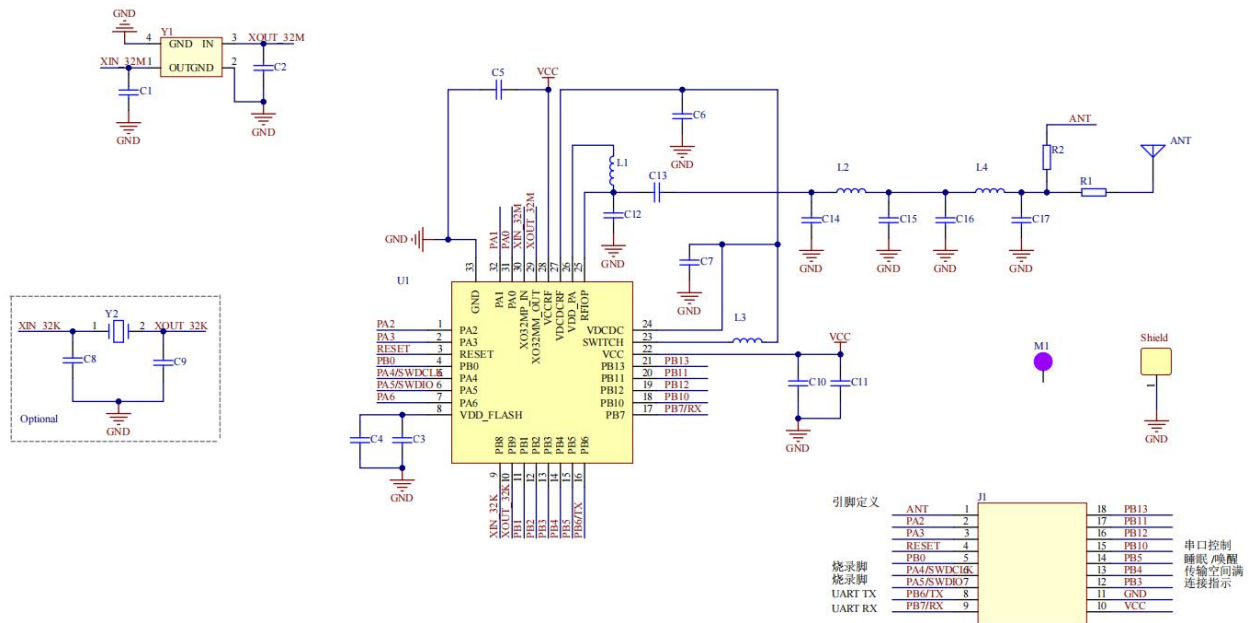 GND
Y1
4 GND IN 3 XOUT_32M
XIN_32M 1 OUT GND 2
C1
C2
GND
GND
C5
VCC
C6
GND
L1
C13
C12
GND
L2
L4
R2
ANT
R1
ANT
C14
C15
C16
C17
GND
GND
GND
GND
GND
C7
GND
PA1
PA0
XIN_32M
XOUT_32M
33
32
31
30
29
28
27
26
25
GND
PA1
PA0
XO32MP_IN
XO32MM_OUT
VCCRF
VDCDCRF
VDD_PA
RFIOP
U1
PA2 1 PA2
PA3 2 PA3
RESET 3 RESET
PB0 4 PB0
PA4/SWDCLK 5 PA4
PA5/SWDIO 6 PA5
PA6 7 PA6
8 VDD_FLASH
VDCDC 24
SWITCH 23
L3
VCC 22
VCC
PB13 21 PB13
PB11 20 PB11
PB12 19 PB12
PB10 18 PB10
PB7 17 PB7/RX
C10
C11
GND
C4
C3
GND
PB8
PB9
PB1
PB2
PB3
PB4
PB5
PB6
9
10
11
12
13
14
15
16
XIN_32K
XOUT_32K
PB1
PB2
PB3
PB4
PB5
PB6/TX
XIN_32K 1 Y2 2 XOUT_32K
C8
C9
GND
Optional
M1
Shield
1
GND
引脚定义
J1
ANT 1
PA2 2
PA3 3
RESET 4
PB0 5
烧录脚 PA4/SWDCLK 6
烧录脚 PA5/SWDIO 7
UART TX PB6/TX 8
UART RX PB7/RX 9
18 PB13
17 PB11
16 PB12
15 PB10 串口控制
14 PB5 睡眠/唤醒
13 PB4 传输空间满
12 PB3 连接指示
11 GND
10 VCC